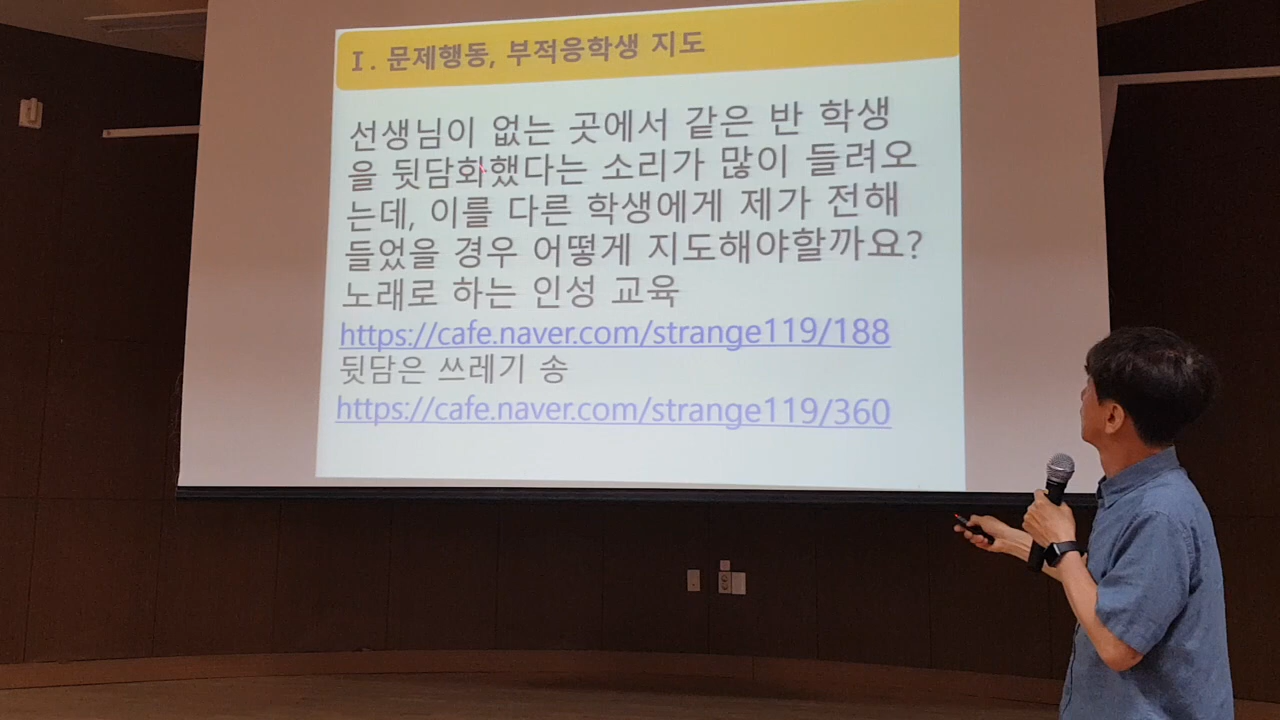 I. 문제행동, 부적응학생 지도
선생님이 없는 곳에서 같은 반 학생
을 뒷담화했다는 소리가 많이 들려오
는데, 이를 다른 학생에게 제가 전해
들었을 경우 어떻게 지도해야할까요?
노래로 하는 인성 교육
https://cafe.naver.com/strange119/188
뒷담은 쓰레기 송
https://cafe.naver.com/strange119/360